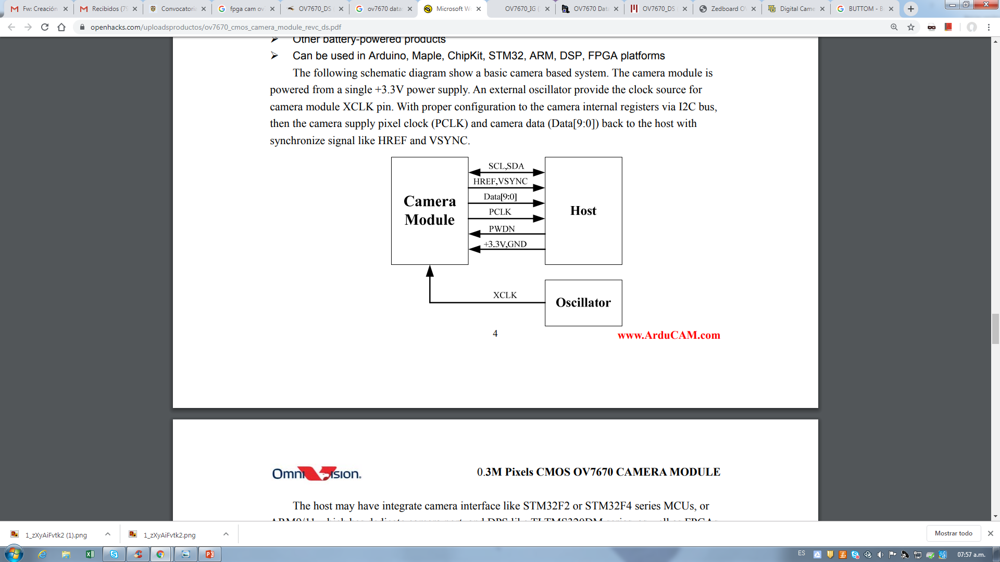 Fw: Creación
Recibidos (79
Convocatoria
fpga cam ov
OV7670_DS
ov7670 data
Microsoft W
OV7670_IG (
OV7670 Data
OV7670_DS
Zedboard O
Digital Came
BUTTOM - B
openhacks.com/uploadsproductos/ov7670_cmos_camera_module_revc_ds.pdf
Other battery-powered products
Can be used in Arduino, Maple, ChipKit, STM32, ARM, DSP, FPGA platforms
The following schematic diagram show a basic camera based system. The camera module is
powered from a single +3.3V power supply. An external oscillator provide the clock source for
camera module XCLK pin. With proper configuration to the camera internal registers via I2C bus,
then the camera supply pixel clock (PCLK) and camera data (Data[9:0]) back to the host with
synchronize signal like HREF and VSYNC.
SCL,SDA
HREF,VSYNC
Data[9:0]
PCLK
PWDN
+3.3V,GND
Camera
Module
Host
XCLK
Oscillator
4
www.ArduCAM.com
OmniVision.
0.3M Pixels CMOS OV7670 CAMERA MODULE
The host may have integrate camera interface like STM32F2 or STM32F4 series MCUs, or
1_zXyAiFvtk2 (1).png
1_zXyAiFvtk2.png
Mostrar todo
ES
07:57 a.m.